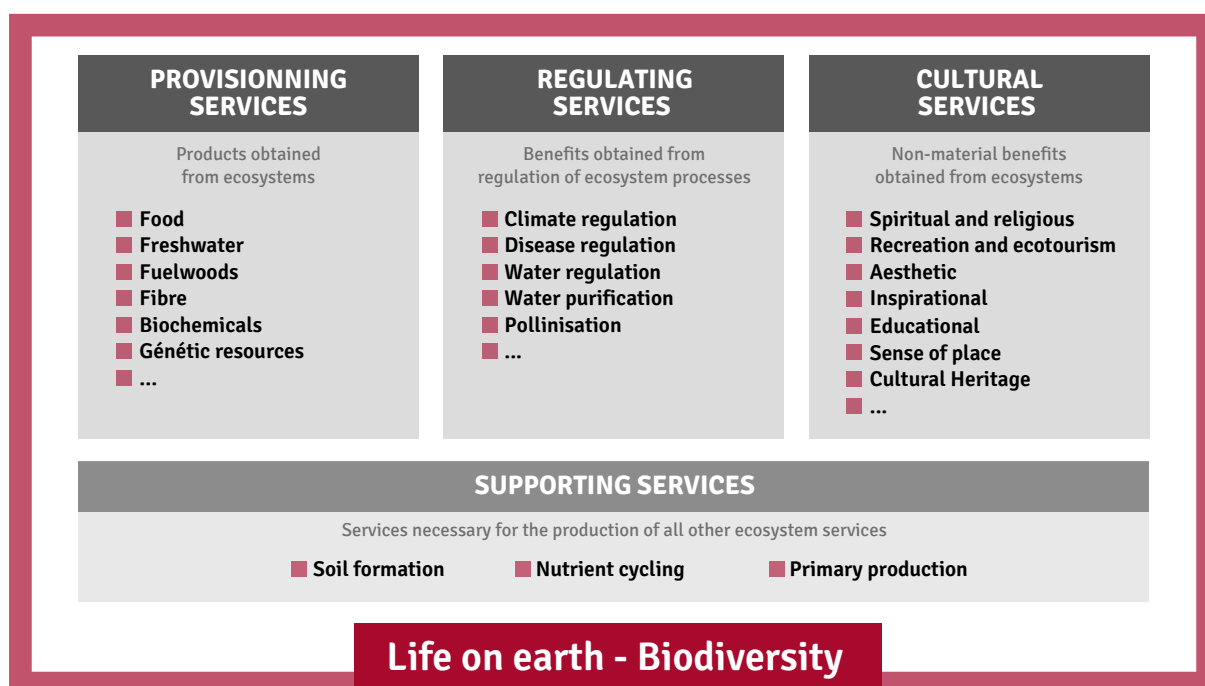 PROVISIONNING
SERVICES
Products obtained
from ecosystems
Food
Freshwater
Fuelwoods
Fibre
Biochemicals
Génétic resources
...
REGULATING
SERVICES
Benefits obtained from
regulation of ecosystem processes
Climate regulation
Disease regulation
Water regulation
Water purification
Pollinisation
...
CULTURAL
SERVICES
Non-material benefits
obtained from ecosystems
Spiritual and religious
Recreation and ecotourism
Aesthetic
Inspirational
Educational
Sense of place
Cultural Heritage
...
SUPPORTING SERVICES
Services necessary for the production of all other ecosystem services
Soil formation
Nutrient cycling
Primary production
Life on earth - Biodiversity